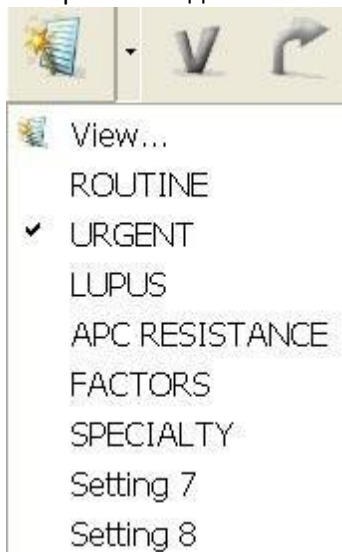 View...
ROUTINE
URGENT
LUPUS
APC RESISTANCE
FACTORS
SPECIALTY
Setting 7
Setting 8